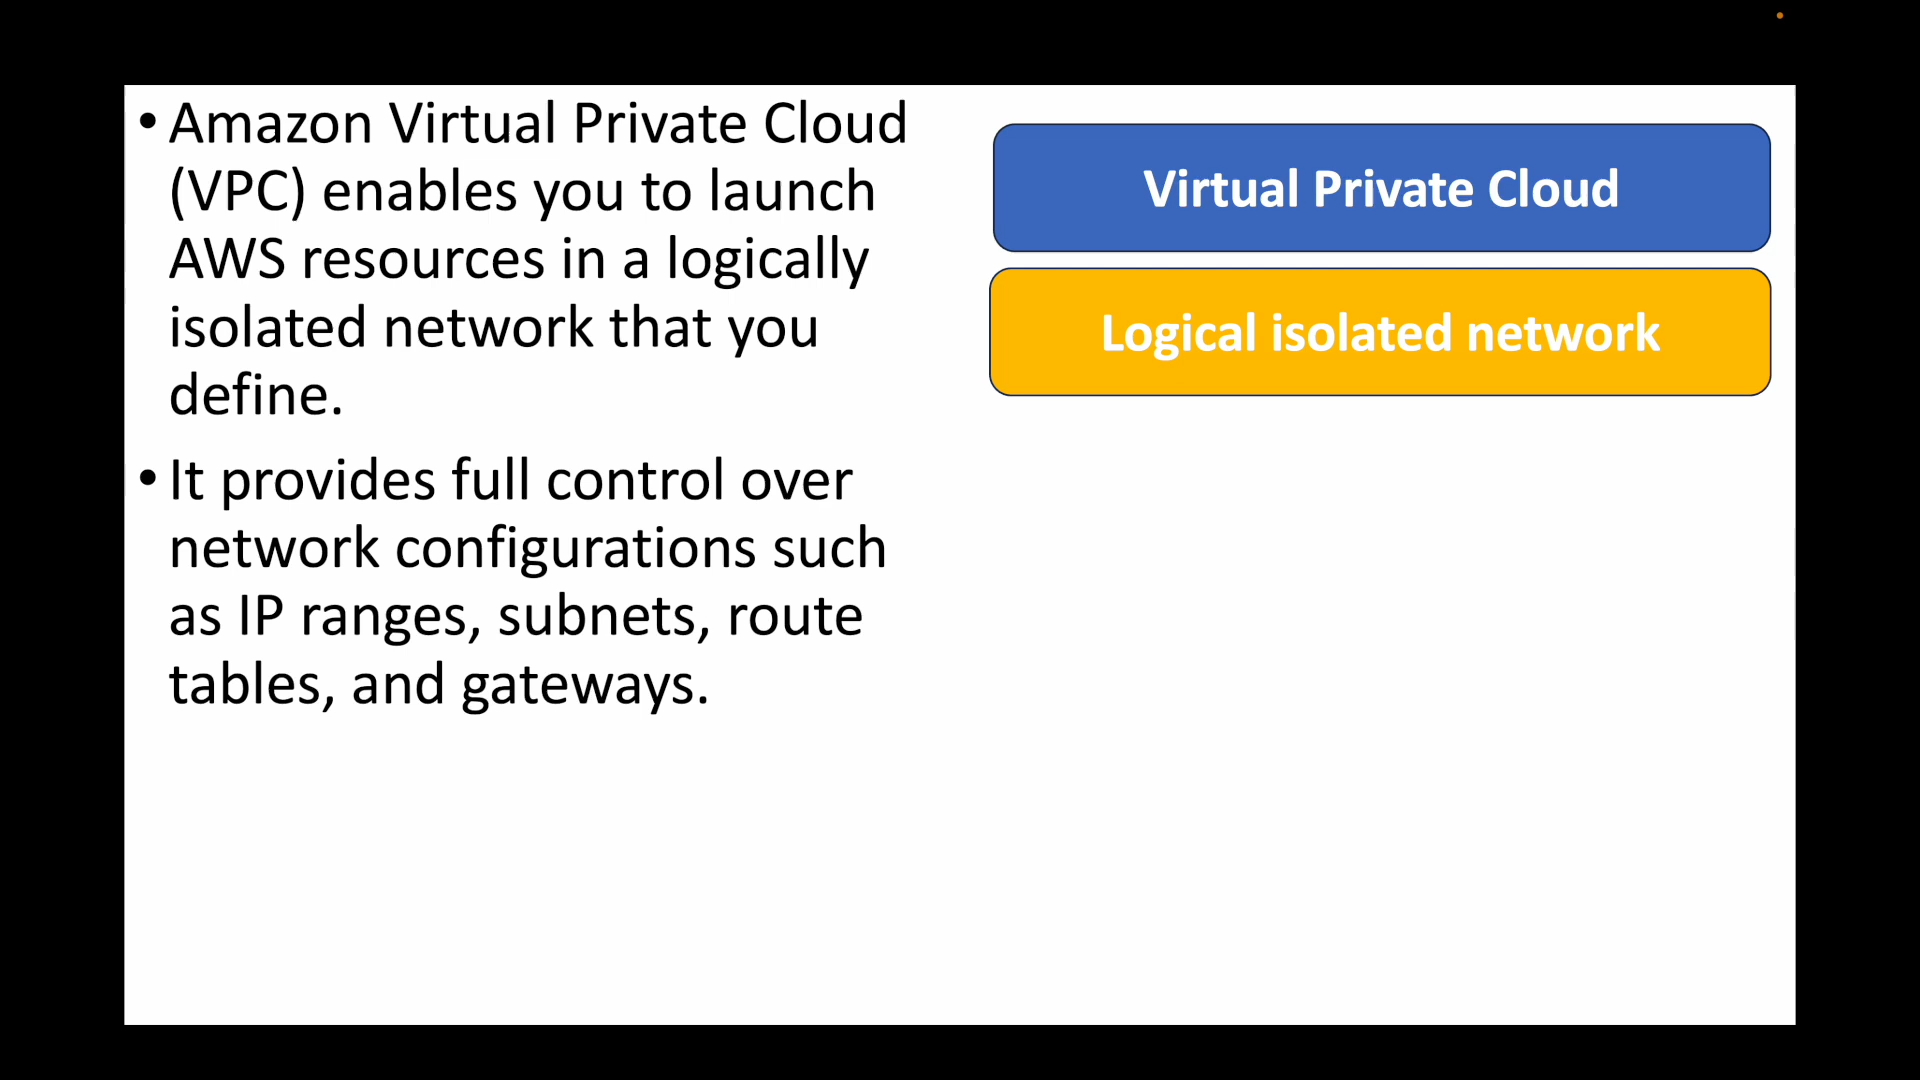 • Amazon Virtual Private Cloud
(VPC) enables you to launch
AWS resources in a logically
isolated network that you
define.
• It provides full control over
network configurations such
as IP ranges, subnets, route
tables, and gateways.
Virtual Private Cloud
Logical isolated network